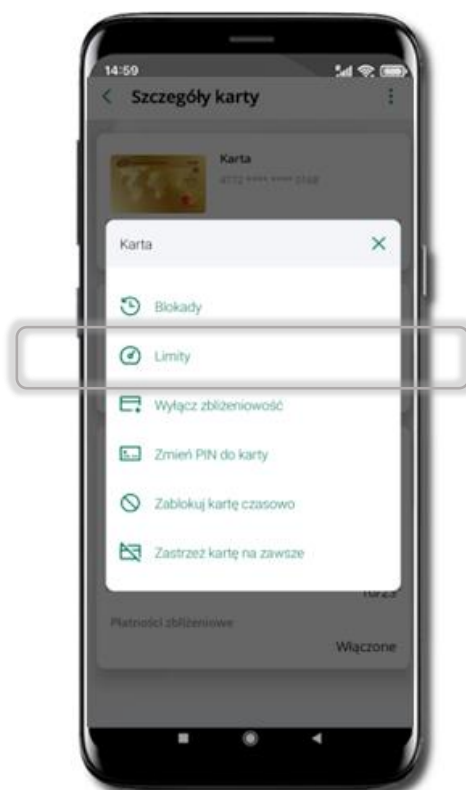 14:59
Szczegóły karty
Karta
Karta
Blokady
Limity
Wyłącz zbliżeniowość
Zmień PIN do karty
Zablokuj kartę czasowo
Zastrzeż kartę na zawsze
Płatności zbliżeniowe
Włączone